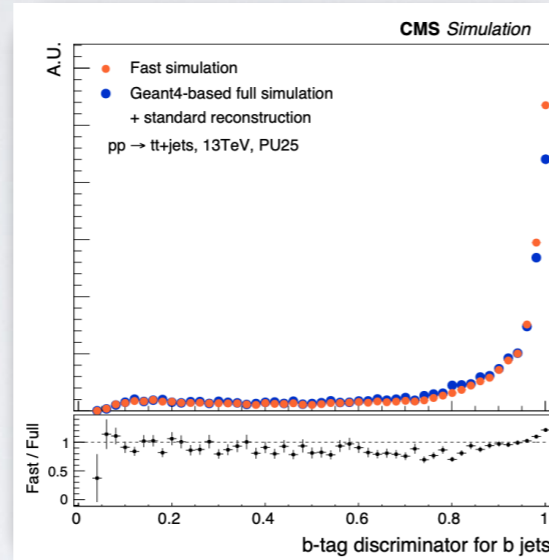 CMS Simulation
A.U.
Fast simulation
Geant4-based full simulation
+ standard reconstruction
pp → tt+jets, 13TeV, PU25
Fast / Full
1
0.5
0
0
0.2
0.4
0.6
0.8
1
b-tag discriminator for b jets